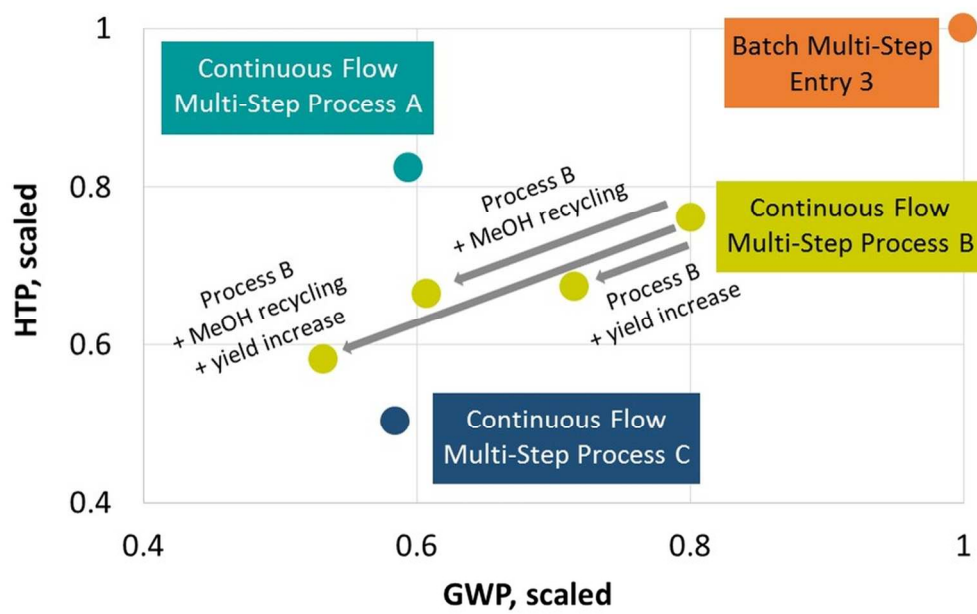 1
Continuous Flow
Multi-Step Process A
Batch Multi-Step
Entry 3
HTP, scaled
0.8
Process B
+ MeOH recycling
Continuous Flow
Multi-Step Process B
Process B
+ MeOH recycling
+ yield increase
Process B
+ yield increase
0.6
Continuous Flow
Multi-Step Process C
0.4
0.4
0.6
0.8
1
GWP, scaled